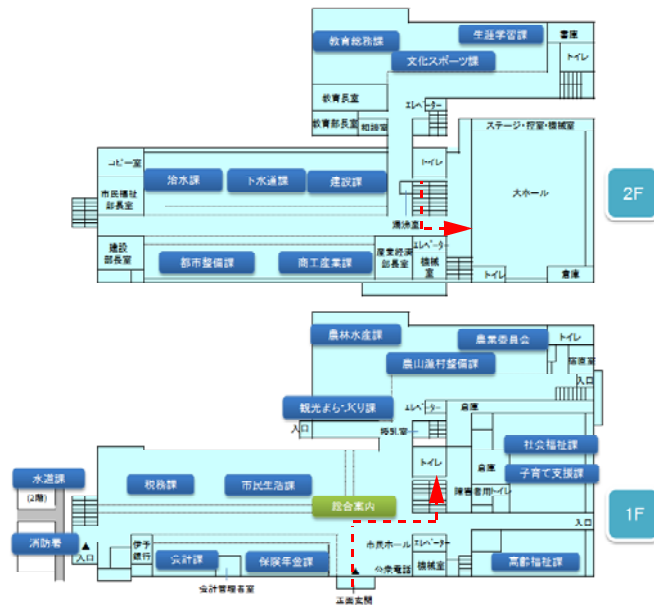 教育総務課
生涯学習課
書庫
文化スポーツ課
トイレ
教育長室
エレベーター
教育部長室
相談室
ステージ・控室・機械室
コピー室
トイレ
治水課
下水道課
建設課
市民福祉
部長室
大ホール
2F
湯沸室
建設
部長室
都市整備課
商工産業課
産業経済
部長室
エレベーター
機械
室
トイレ
倉庫
農林水産課
農業委員会
トイレ
農山漁村整備課
宿直室
入口
観光まちづくり課
エレベーター
倉庫
入口
授乳室
社会福祉課
トイレ
水道課
(2階)
税務課
市民生活課
倉庫
子育て支援課
障害者用トイレ
総合案内
1F
入口
消防署
入口
伊予
銀行
会計課
保険年金課
市民ホール
エレベーター
公衆電話
機械室
高齢福祉課
会計管理者室
正面玄関